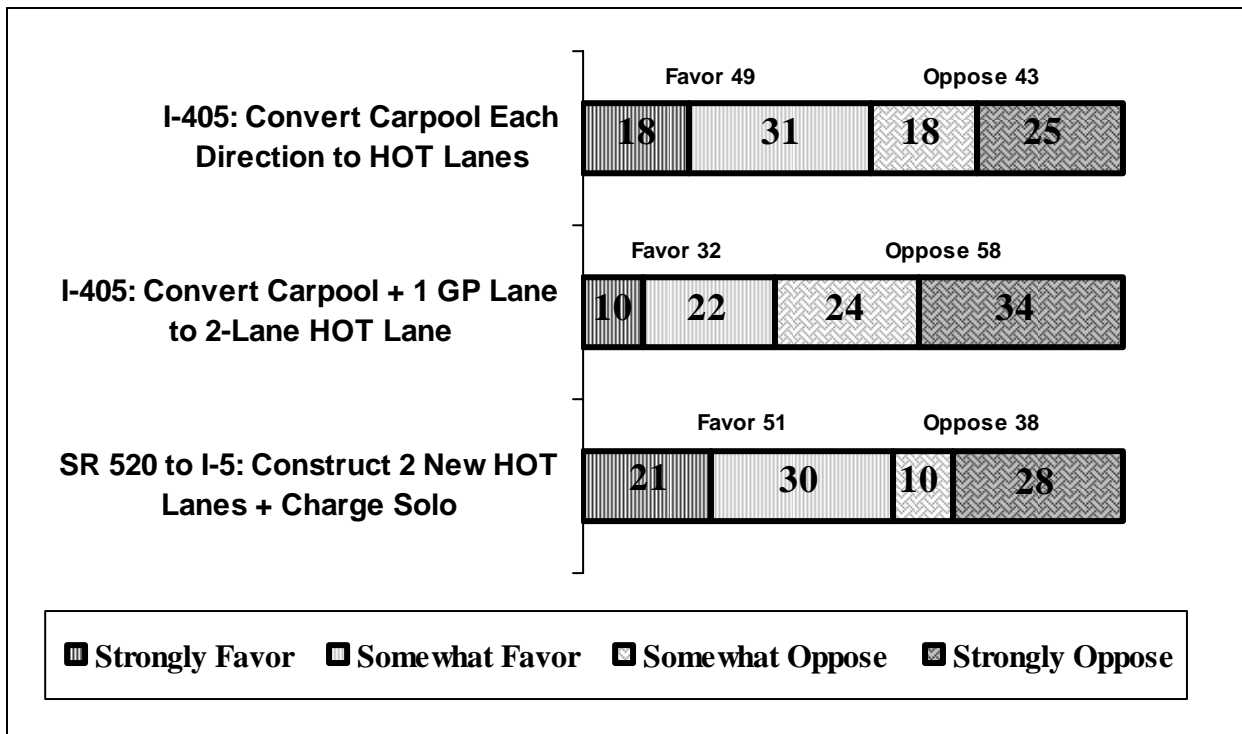 Favor 49 Oppose 43
I-405: Convert Carpool Each
Direction to HOT Lanes
18 31 18 25
Favor 32 Oppose 58
I-405: Convert Carpool + 1 GP Lane
to 2-Lane HOT Lane
10 22 24 34
Favor 51 Oppose 38
SR 520 to I-5: Construct 2 New HOT
Lanes + Charge Solo
21 30 10 28
Strongly Favor Somewhat Favor Somewhat Oppose Strongly Oppose